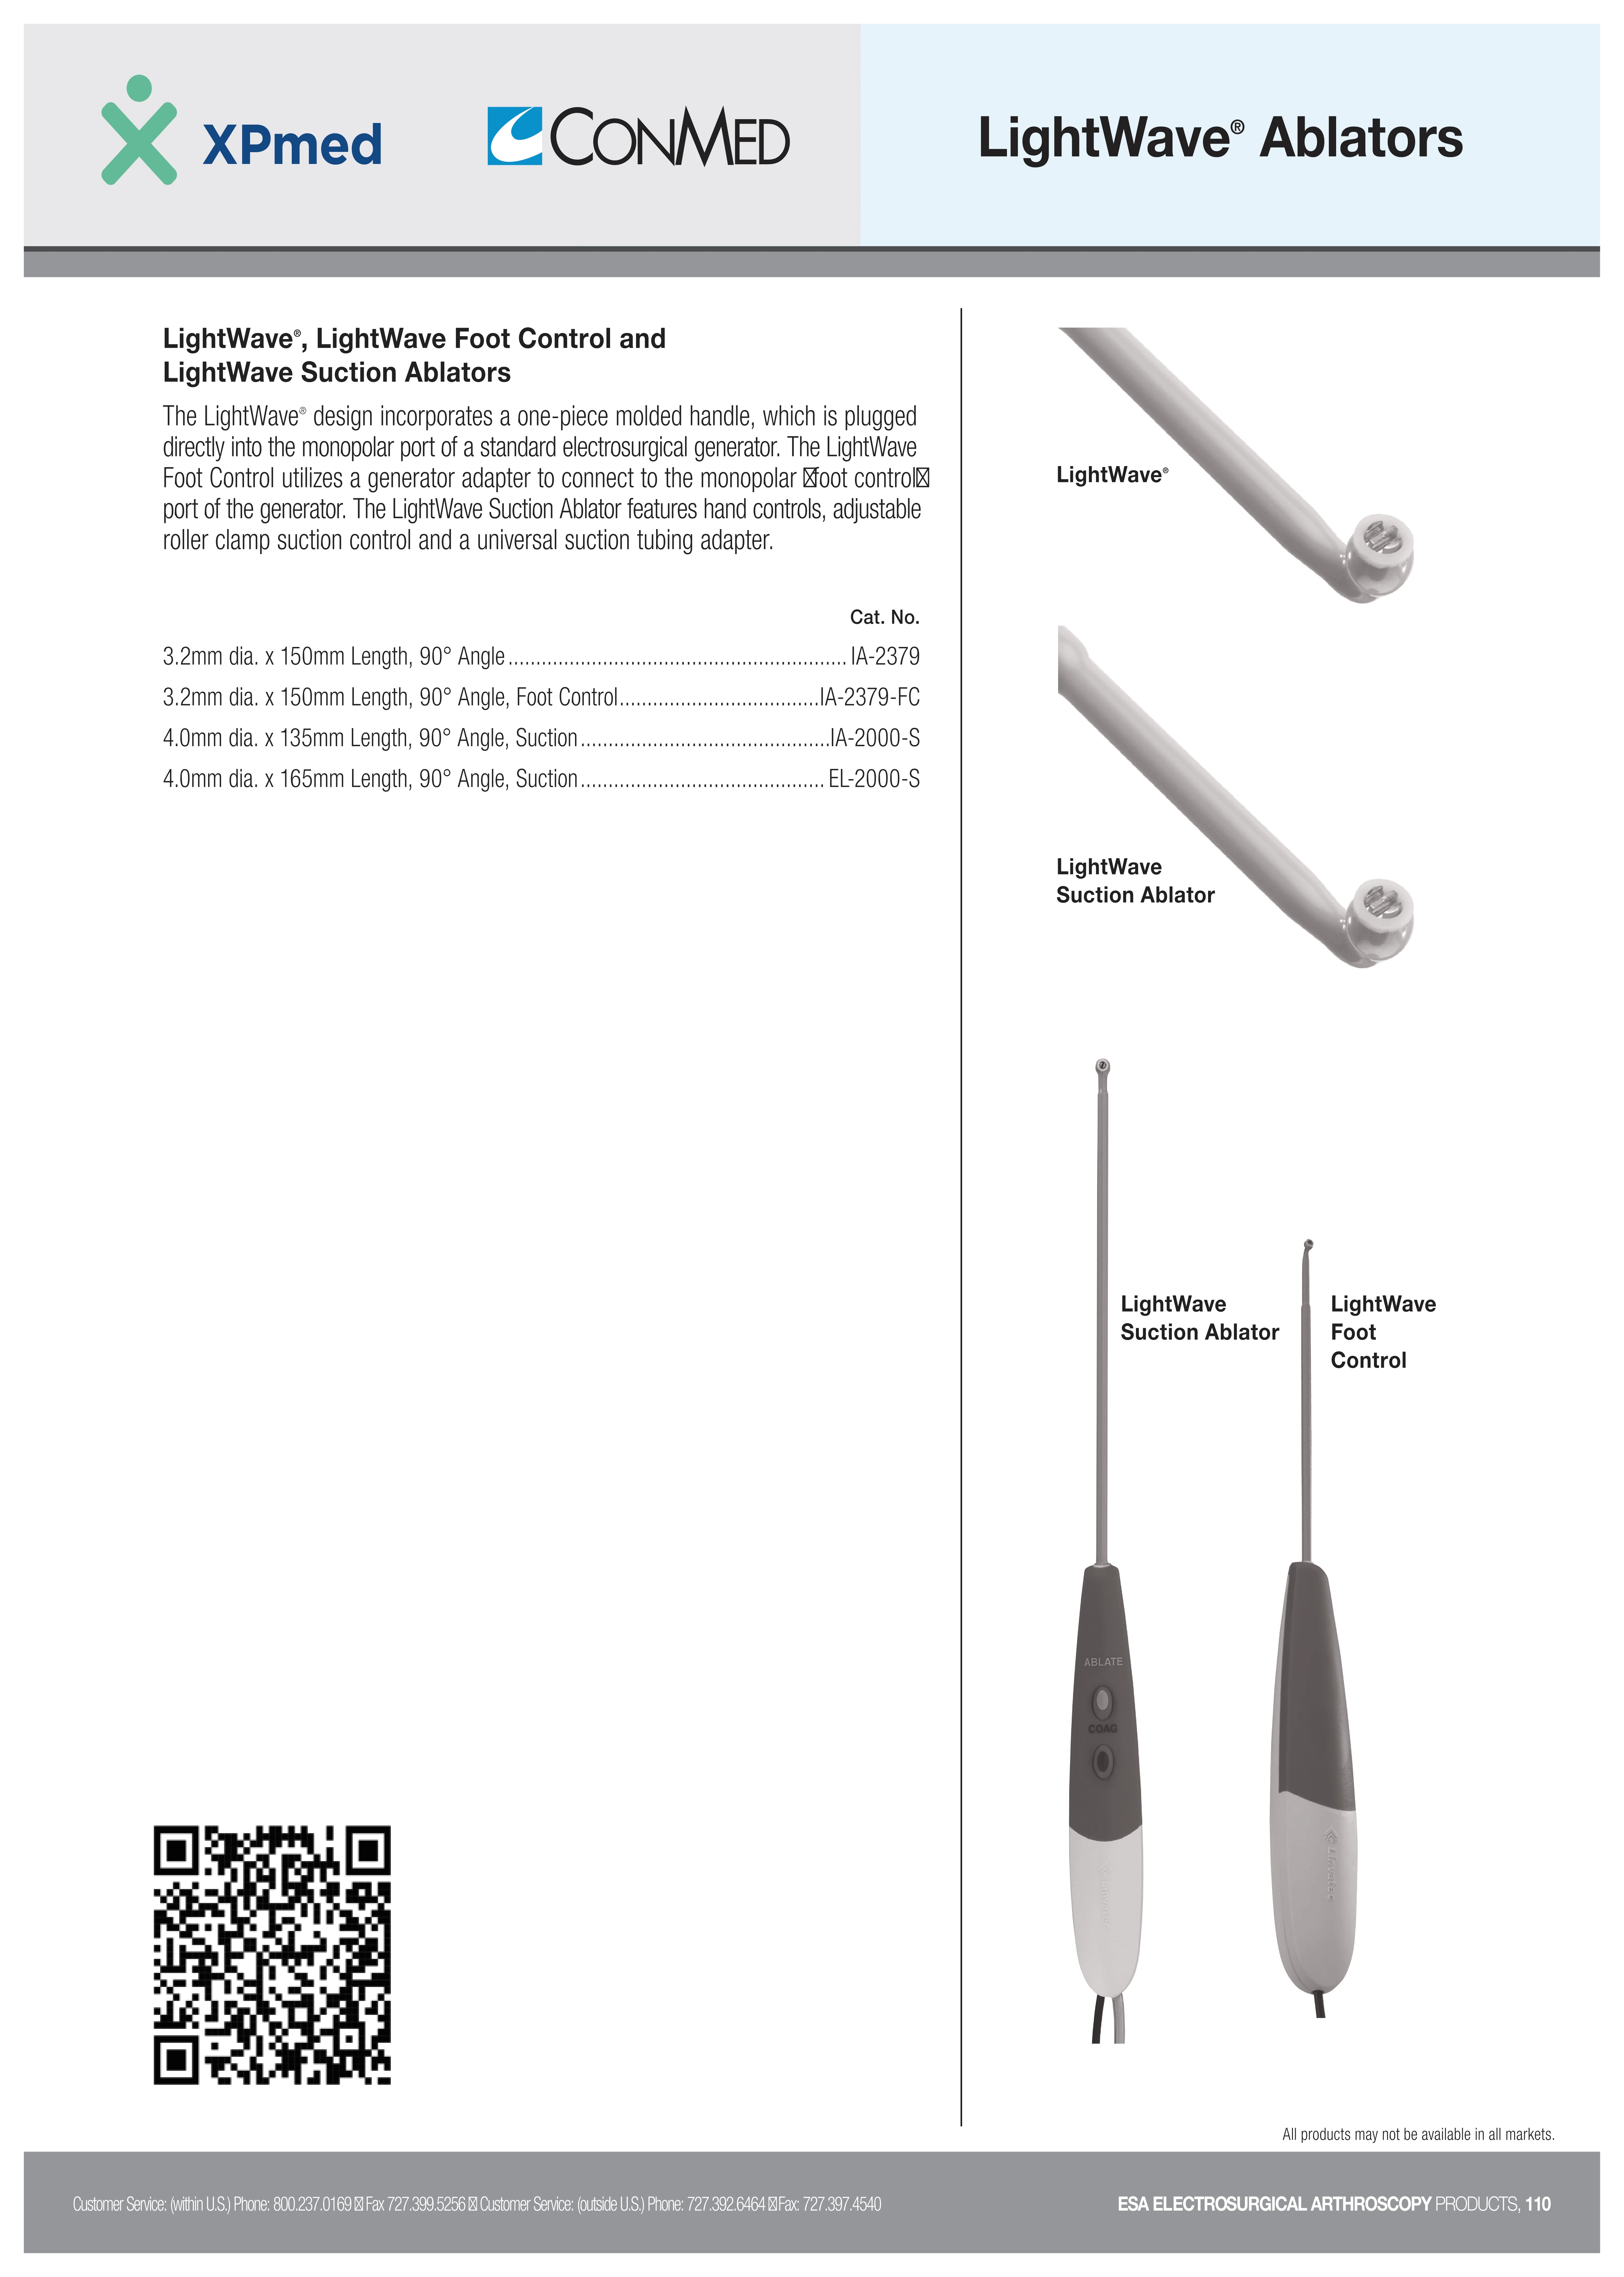 XPmed
CONMED
LightWave® Ablators
LightWave®, LightWave Foot Control and
LightWave Suction Ablators
The LightWave® design incorporates a one-piece molded handle, which is plugged
directly into the monopolar port of a standard electrosurgical generator. The LightWave
Foot Control utilizes a generator adapter to connect to the monopolar foot control
port of the generator. The LightWave Suction Ablator features hand controls, adjustable
roller clamp suction control and a universal suction tubing adapter.
Cat. No.
3.2mm dia. x 150mm Length, 90° Angle ............................................................ IA-2379
3.2mm dia. x 150mm Length, 90° Angle, Foot Control....................................IA-2379-FC
4.0mm dia. x 135mm Length, 90° Angle, Suction.............................................IA-2000-S
4.0mm dia. x 165mm Length, 90° Angle, Suction............................................ EL-2000-S
LightWave®
LightWave
Suction Ablator
LightWave
Suction Ablator
LightWave
Foot
Control
ABLATE
COAG
Linvatec
All products may not be available in all markets.
Customer Service: (within U.S.) Phone: 800.237.0169 Fax 727.399.5256 Customer Service: (outside U.S.) Phone: 727.392.6464 Fax: 727.397.4540
ESA ELECTROSURGICAL ARTHROSCOPY PRODUCTS, 110